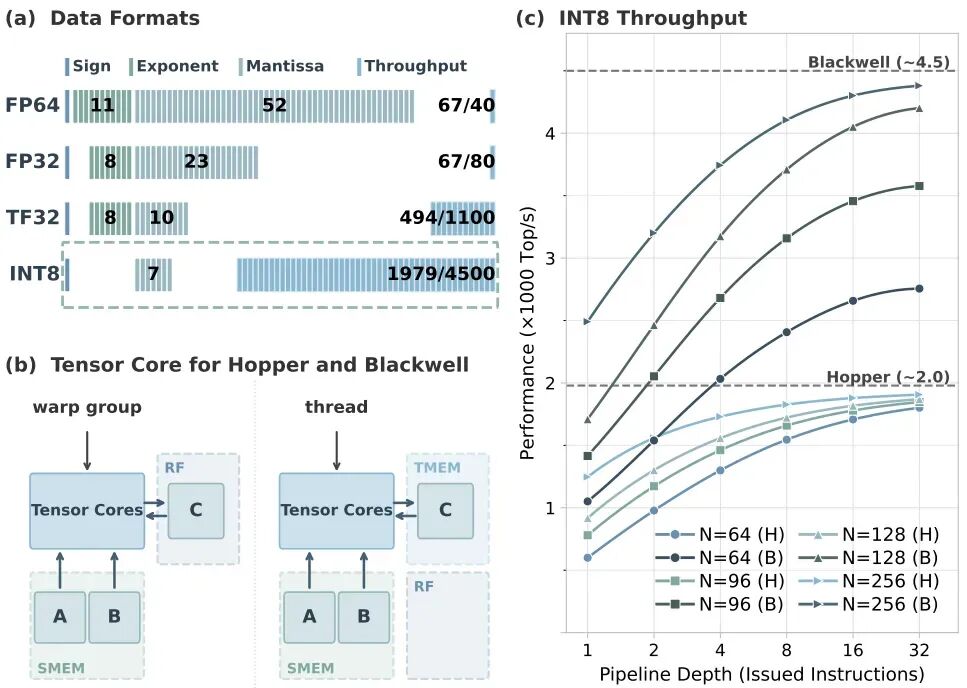 (a) Data Formats
Sign Exponent Mantissa Throughput
FP64 11 52 67/40
FP32 8 23 67/80
TF32 8 10 494/1100
INT8 7 1979/4500
(b) Tensor Core for Hopper and Blackwell
warp group
RF
Tensor Cores
C
A
B
SMEM
thread
TMEM
Tensor Cores
C
A
B
SMEM
RF
(c) INT8 Throughput
Performance (×1000 Top/s)
4
3
2
1
Blackwell (~4.5)
Hopper (~2.0)
N=64 (H) N=128 (H)
N=64 (B) N=128 (B)
N=96 (H) N=256 (H)
N=96 (B) N=256 (B)
1 2 4 8 16 32
Pipeline Depth (Issued Instructions)